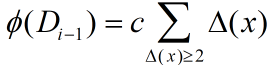 ϕ(D_{i−1}) = c ∑_{Δ(x)≥2} Δ(x)